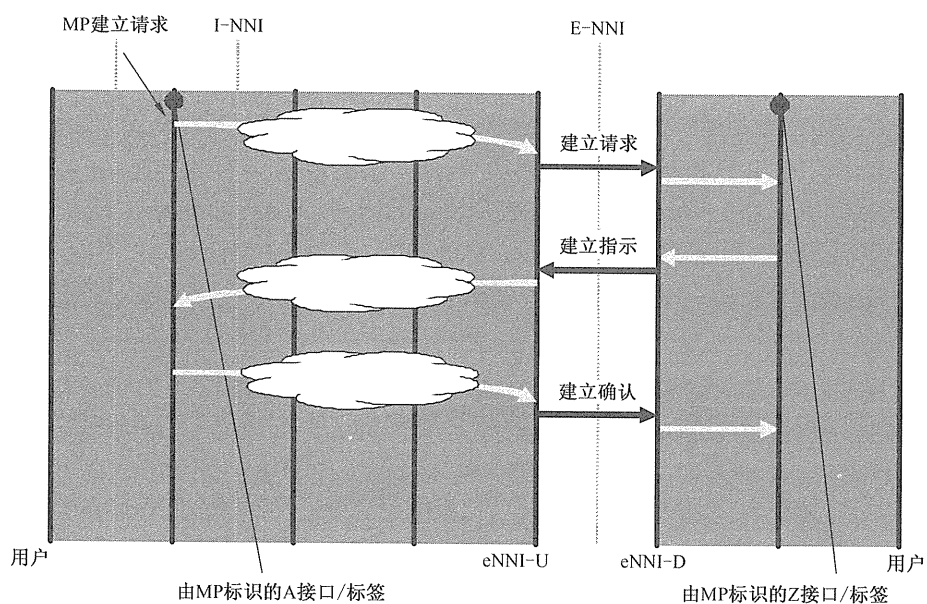 MP建立请求
I-NNI
E-NNI
建立请求
建立指示
建立确认
用户
eNNI-U
eNNI-D
用户
由MP标识的A接口/标签
由MP标识的Z接口/标签